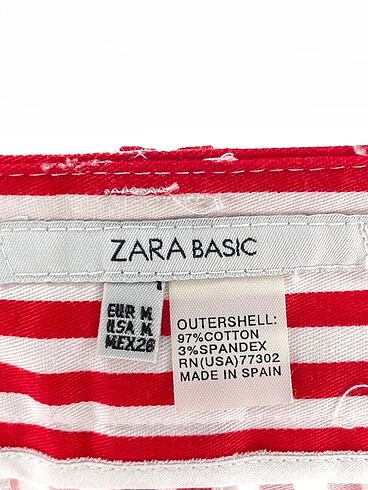 ZARA BASIC
EUR M
USA M
MEX 28
OUTERSHELL:
97%COTTON
3%SPANDEX
RN(USA)77302
MADE IN SPAIN